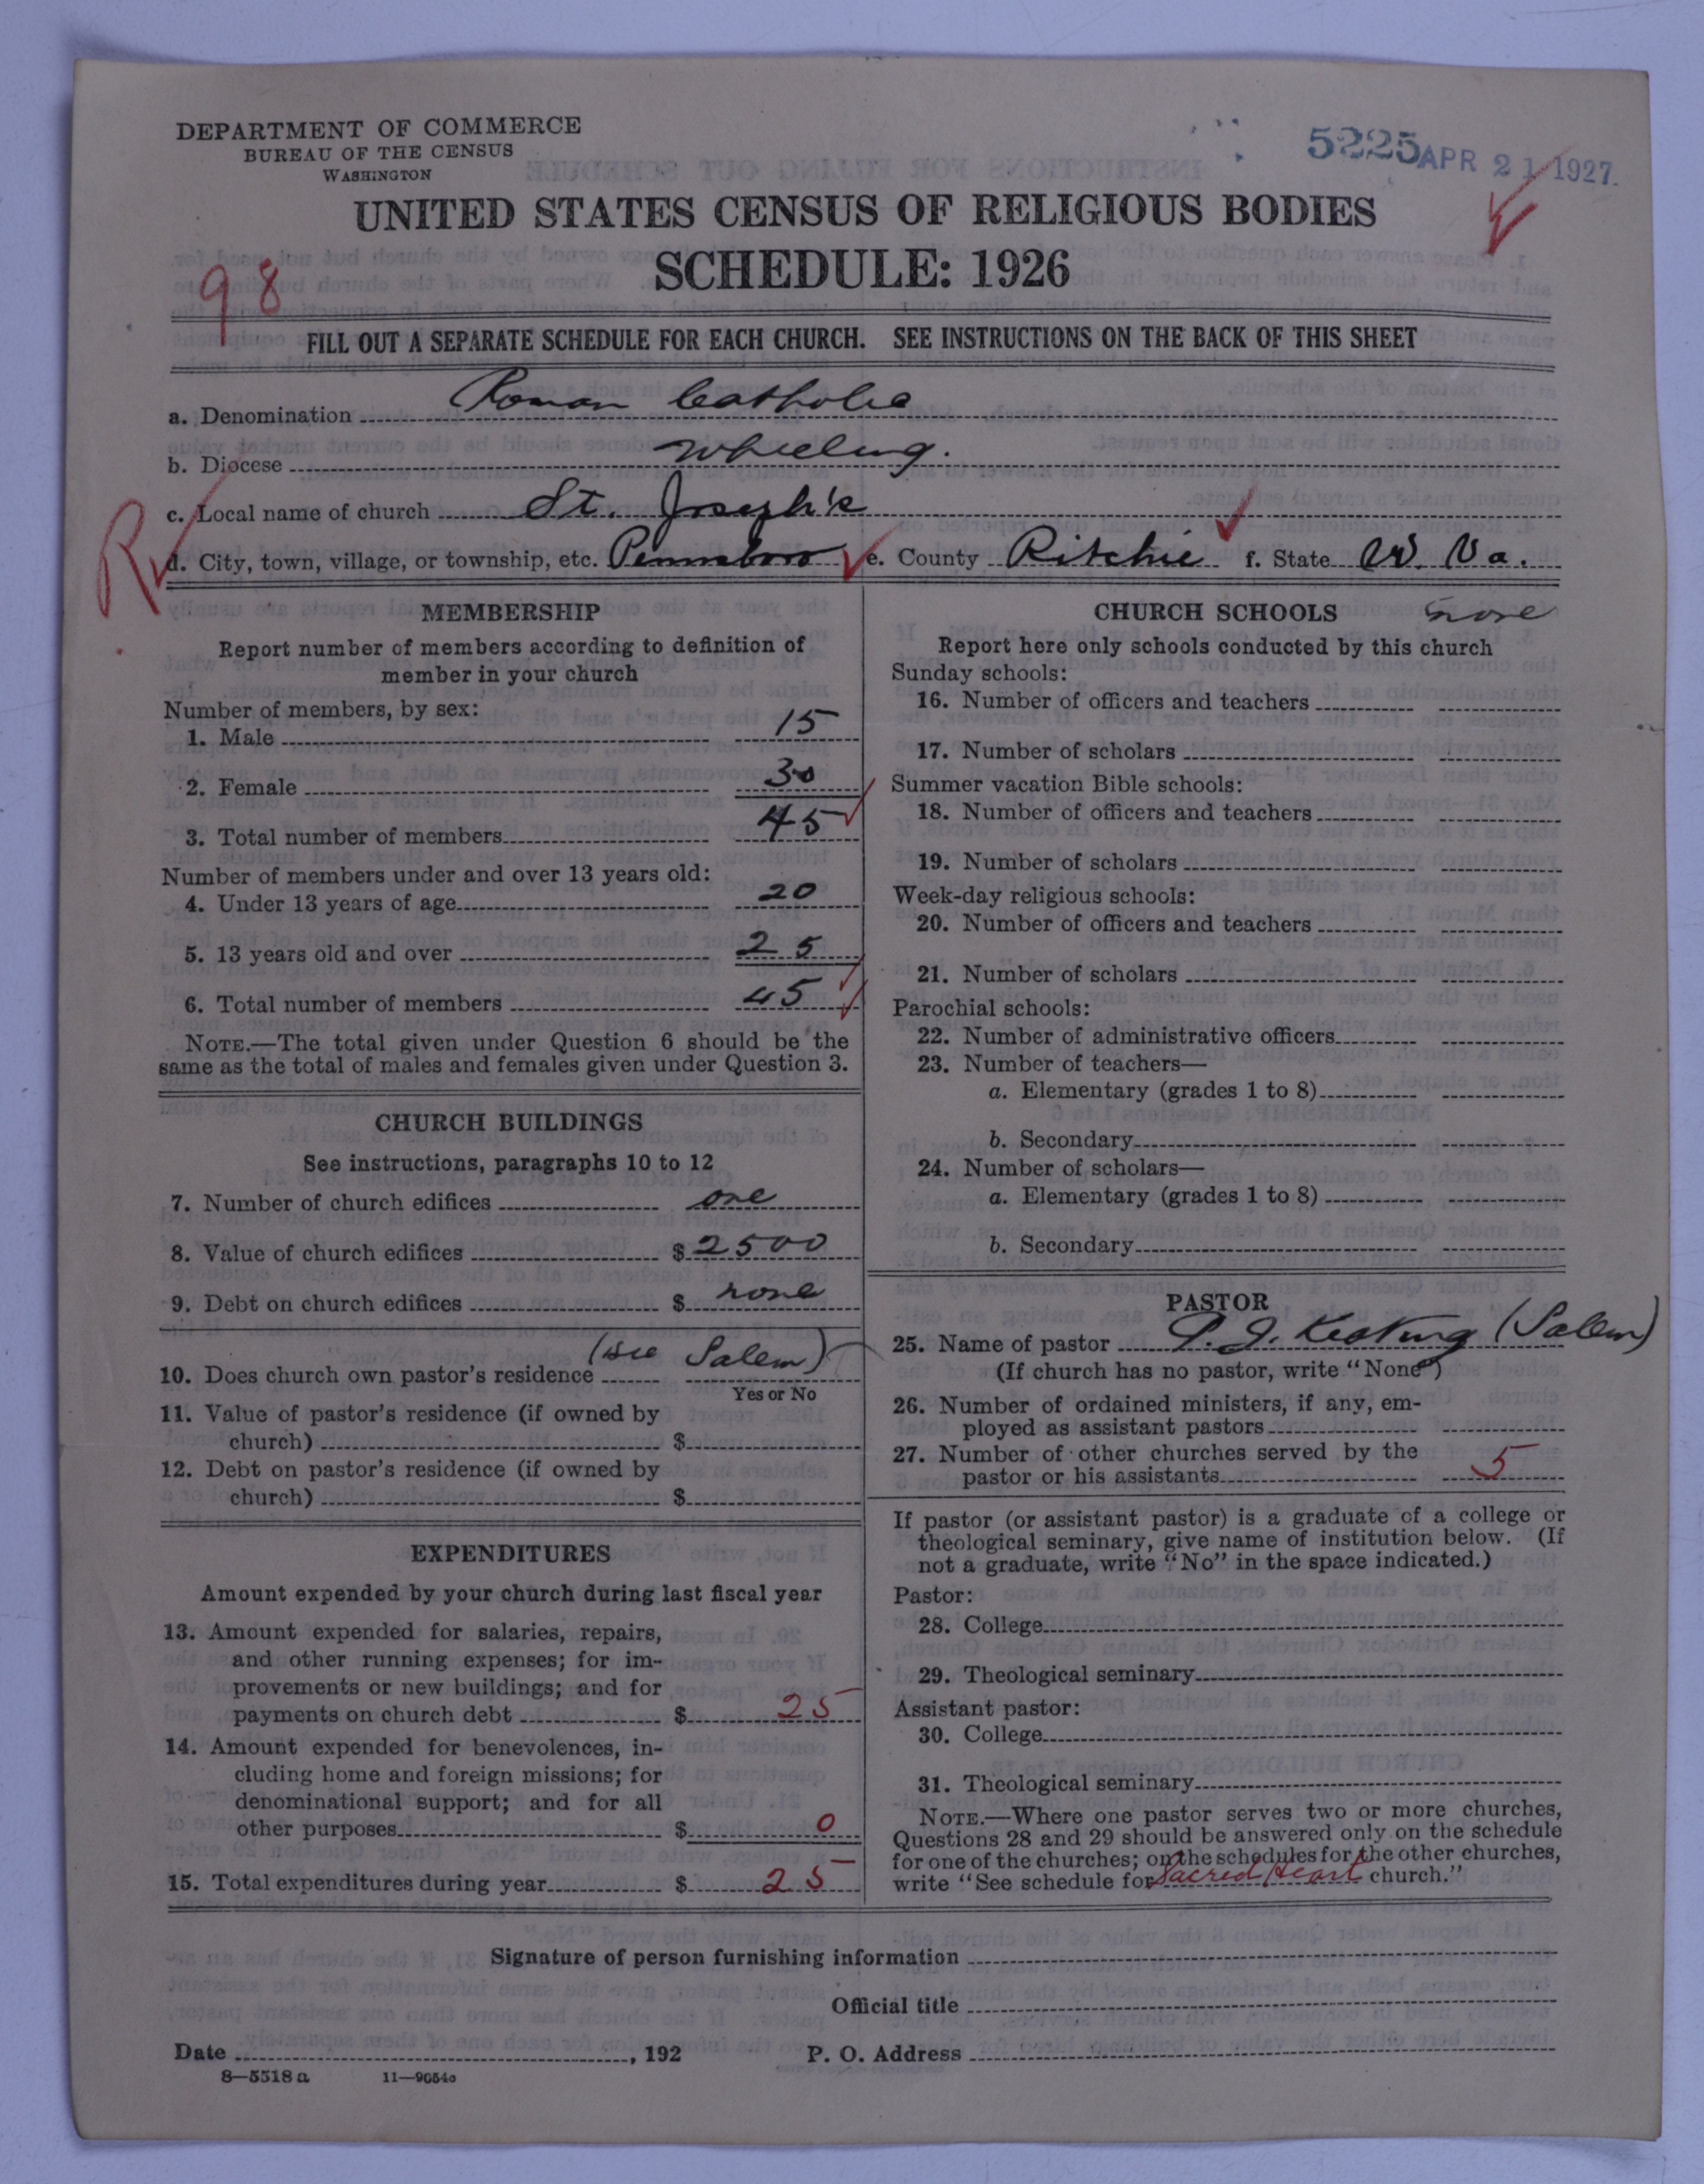 DEPARTMENT OF COMMERCE
BUREAU OF THE CENSUS
WASHINGTON
5225 APR 21 1927
UNITED STATES CENSUS OF RELIGIOUS BODIES
SCHEDULE: 1926
98
FILL OUT A SEPARATE SCHEDULE FOR EACH CHURCH. SEE INSTRUCTIONS ON THE BACK OF THIS SHEET
a. Denomination Roman Catholic
b. Diocese Wheeling.
c. Local name of church St. Joseph's
R
d. City, town, village, or township, etc. Pennsboro e. County Ritchie f. State W. Va.
MEMBERSHIP
Report number of members according to definition of
member in your church
Number of members, by sex:
1. Male 15
2. Female 30
3. Total number of members 45
Number of members under and over 13 years old:
4. Under 13 years of age 20
5. 13 years old and over 25
6. Total number of members 45
NOTE.—The total given under Question 6 should be the
same as the total of males and females given under Question 3.
CHURCH BUILDINGS
See instructions, paragraphs 10 to 12
7. Number of church edifices one
8. Value of church edifices $ 2500
9. Debt on church edifices $ none
(see Salem)
10. Does church own pastor's residence
Yes or No
11. Value of pastor's residence (if owned by
church) $
12. Debt on pastor's residence (if owned by
church) $
EXPENDITURES
Amount expended by your church during last fiscal year
13. Amount expended for salaries, repairs,
and other running expenses; for im-
provements or new buildings; and for
payments on church debt $ 25
14. Amount expended for benevolences, in-
cluding home and foreign missions; for
denominational support; and for all
other purposes $ 0
15. Total expenditures during year $ 25
CHURCH SCHOOLS none
Report here only schools conducted by this church
Sunday schools:
16. Number of officers and teachers
17. Number of scholars
Summer vacation Bible schools:
18. Number of officers and teachers
19. Number of scholars
Week-day religious schools:
20. Number of officers and teachers
21. Number of scholars
Parochial schools:
22. Number of administrative officers
23. Number of teachers—
a. Elementary (grades 1 to 8)
b. Secondary
24. Number of scholars—
a. Elementary (grades 1 to 8)
b. Secondary
PASTOR
25. Name of pastor P. J. Keating (Salem)
(If church has no pastor, write "None")
26. Number of ordained ministers, if any, em-
ployed as assistant pastors
27. Number of other churches served by the
pastor or his assistants 5
If pastor (or assistant pastor) is a graduate of a college or
theological seminary, give name of institution below. (If
not a graduate, write "No" in the space indicated.)
Pastor:
28. College
29. Theological seminary
Assistant pastor:
30. College
31. Theological seminary
NOTE.—Where one pastor serves two or more churches,
Questions 28 and 29 should be answered only on the schedule
for one of the churches; on the schedules for the other churches,
write "See schedule for Sacred Heart church."
Signature of person furnishing information
Official title
Date , 192
P. O. Address
8—5518 a 11—9054a